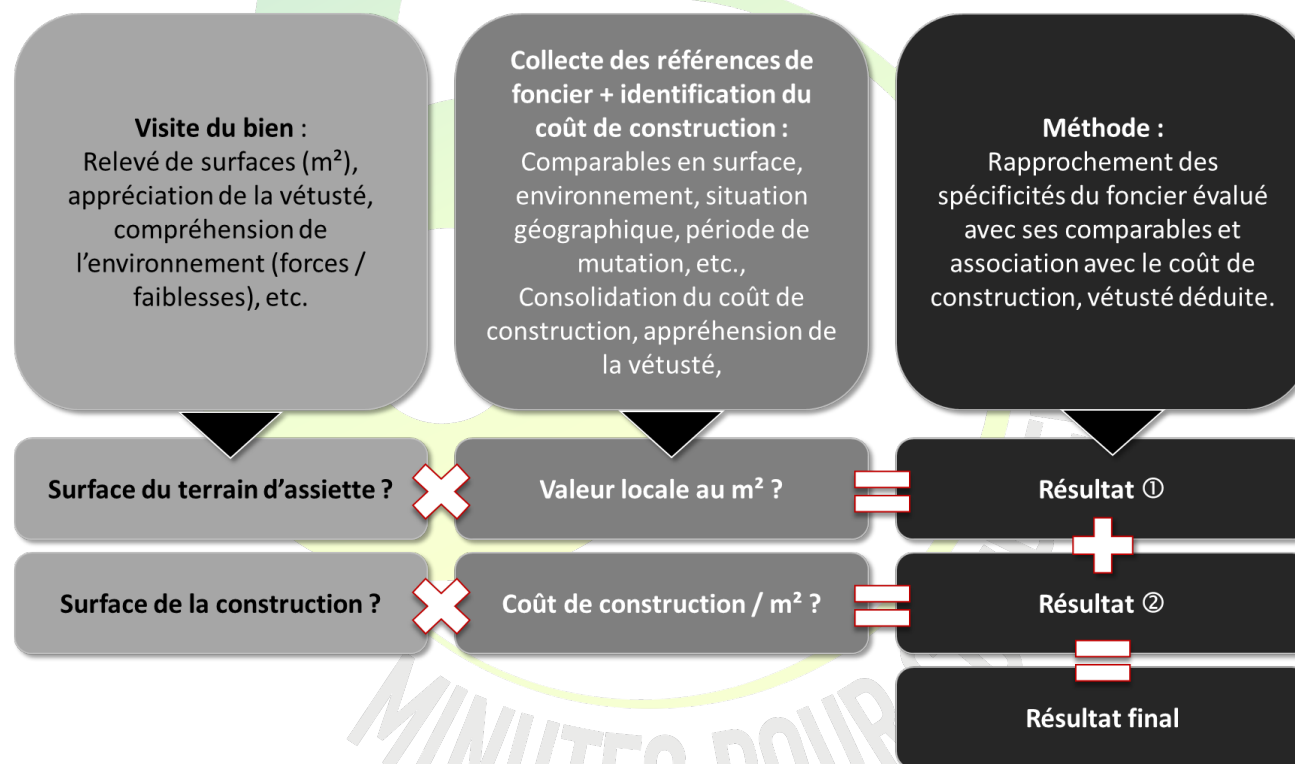 Visite du bien :
Relevé de surfaces (m²),
appréciation de la vétusté,
compréhension de
l’environnement (forces /
faiblesses), etc.
Collecte des références de
foncier + identification du
coût de construction :
Comparables en surface,
environnement, situation
géographique, période de
mutation, etc.,
Consolidation du coût de
construction, appréhension de
la vétusté,
Méthode :
Rapprochement des
spécificités du foncier évalué
avec ses comparables et
association avec le coût de
construction, vétusté déduite.
Surface du terrain d’assiette ?
Valeur locale au m² ?
Résultat ①
Surface de la construction ?
Coût de construction / m² ?
Résultat ②
Résultat final
MINUTES POUR